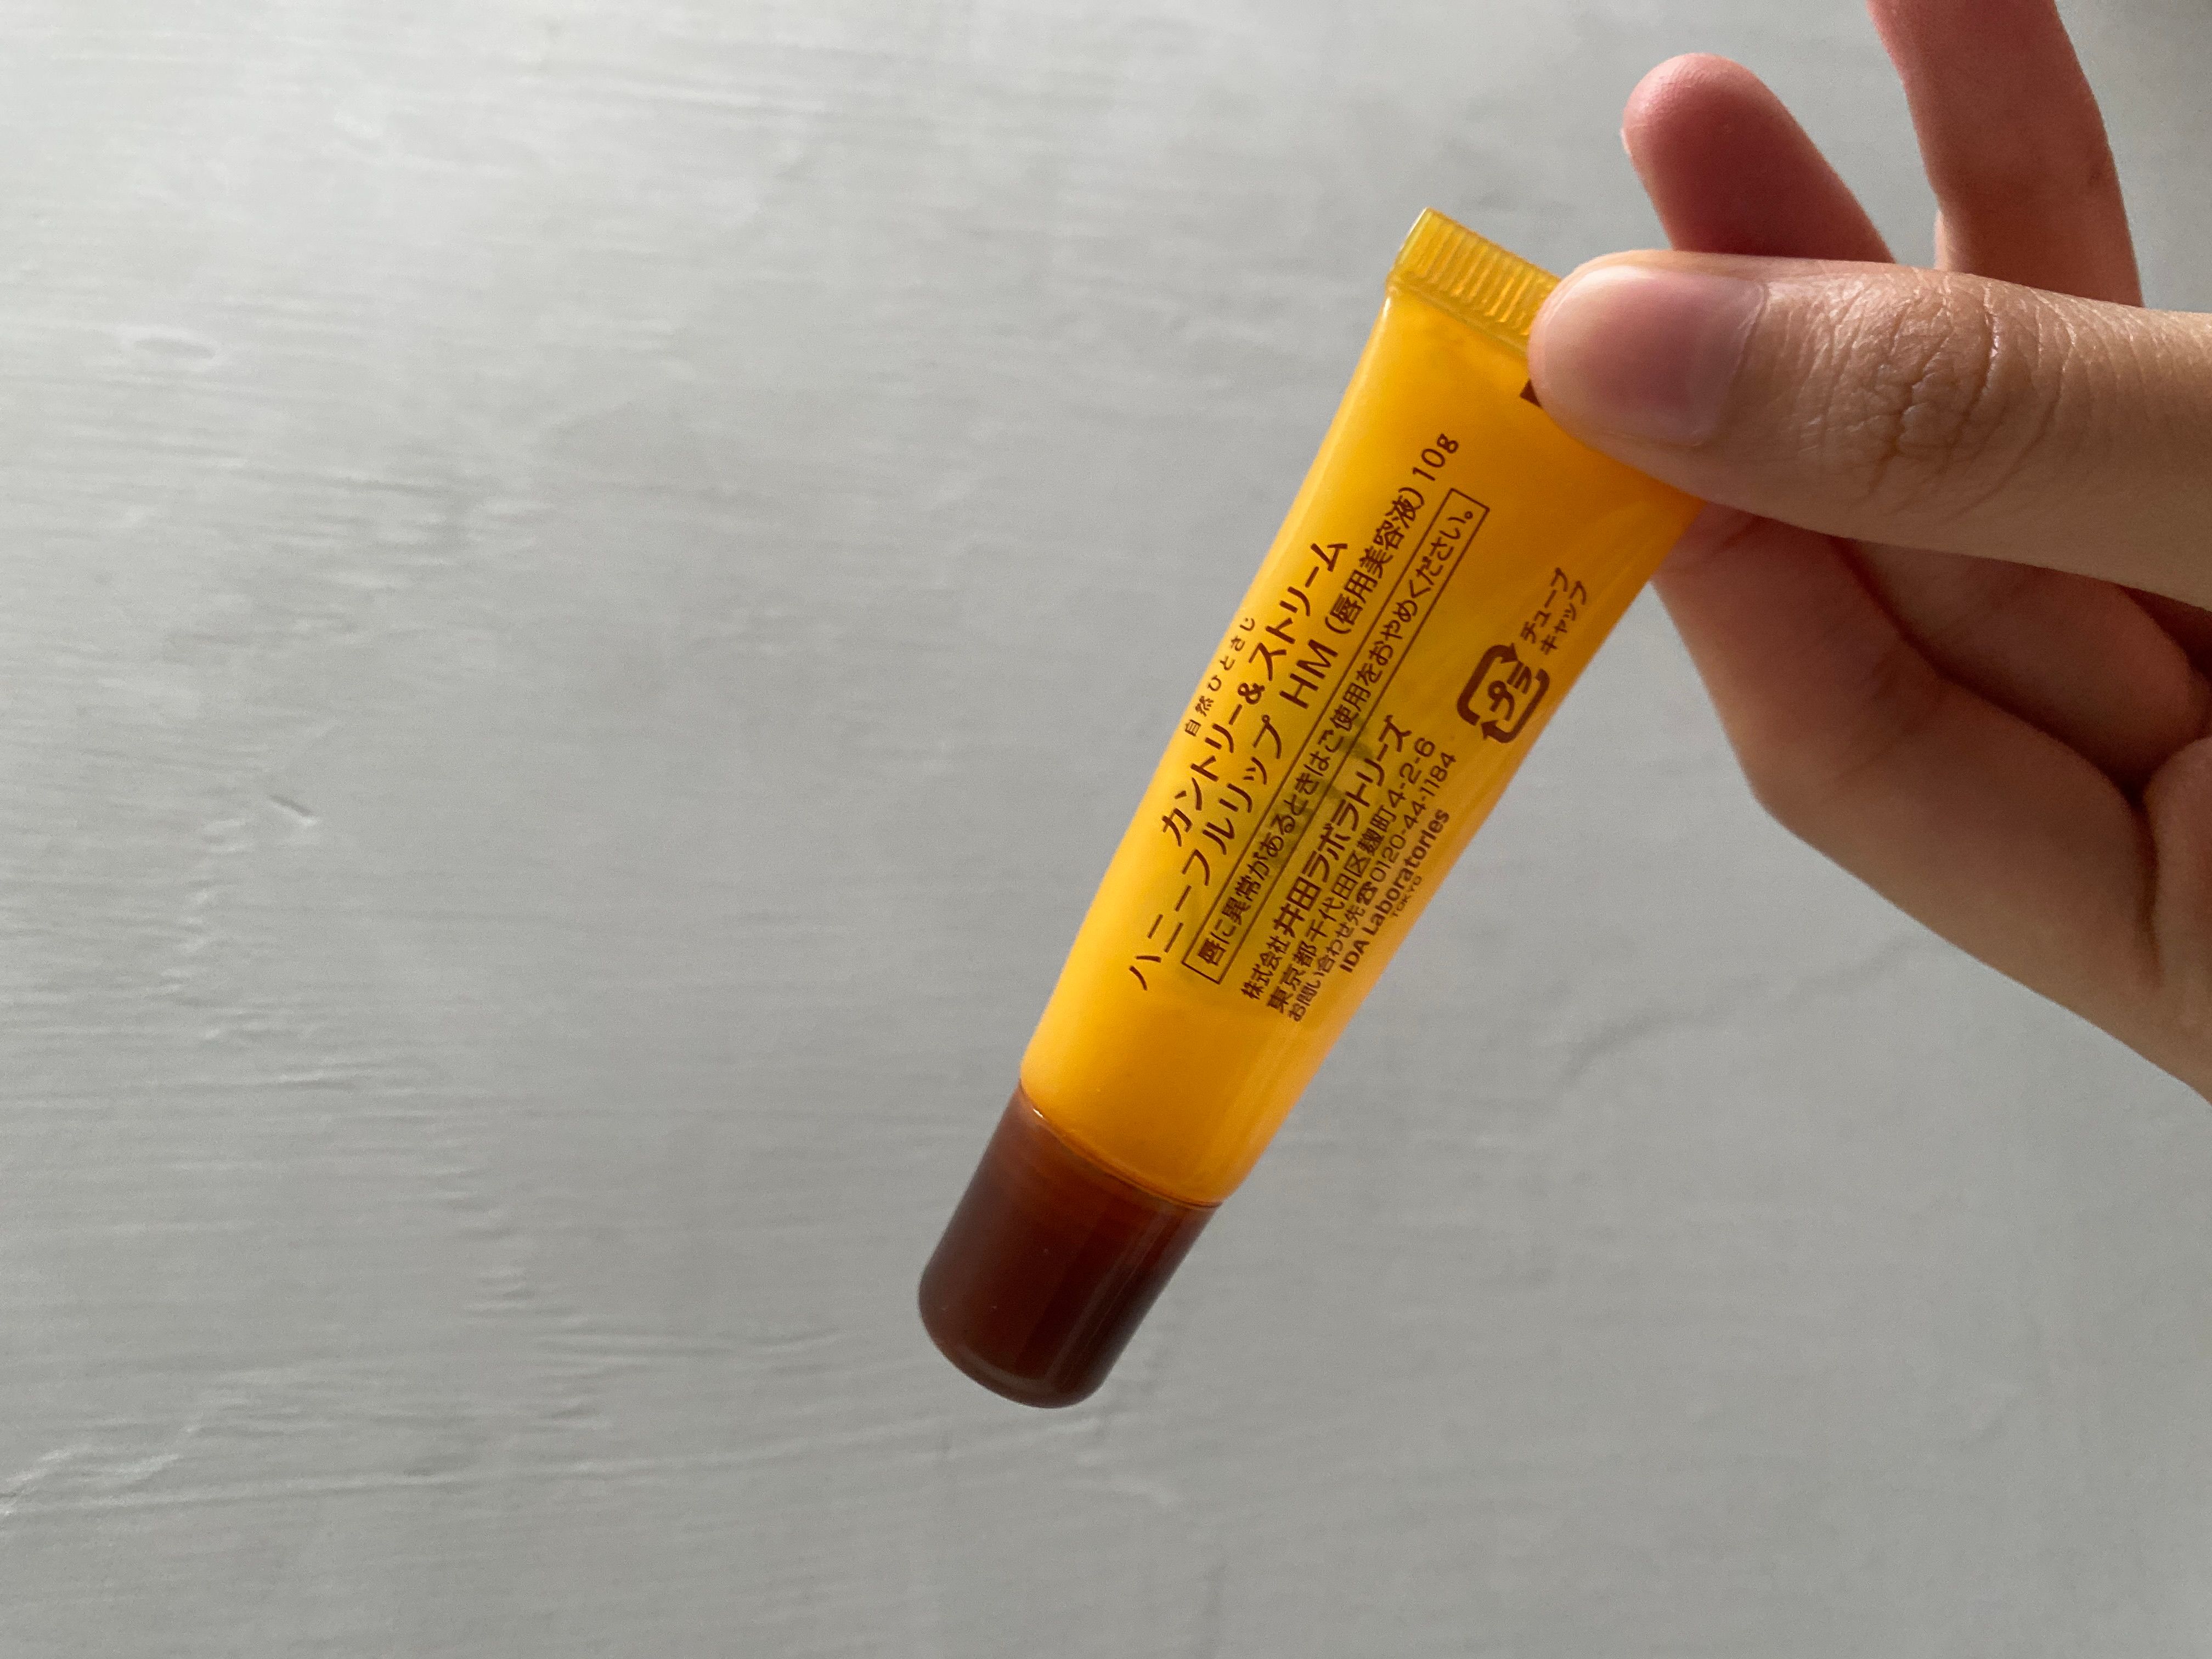 自然ひとさじ
カントリー&ストリーム
ハニーフルリップ HM (唇用美容液) 10g
唇に異常があるときはご使用をおやめください。
株式会社井田ラボラトリーズ
東京都千代田区麹町4-2-6
お問い合わせ先☎0120-44-1184
IDA Laboratories
TOKYO
プラ
チューブ
キャップ